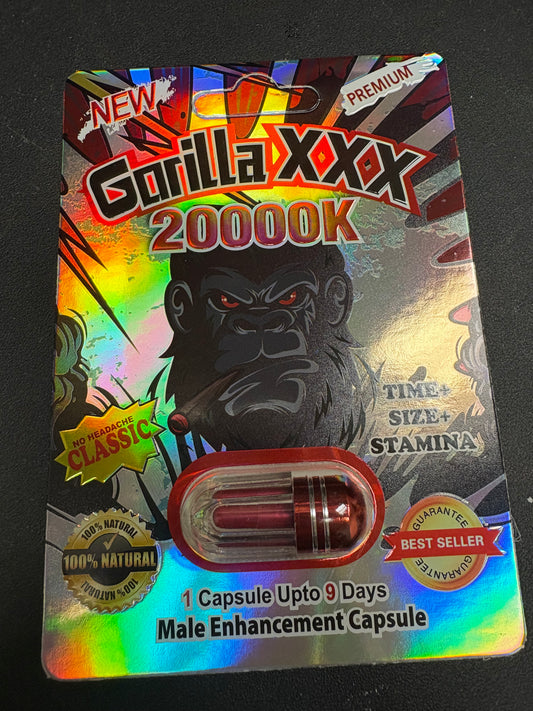 NEW
PREMIUM
Gorilla X·X·X
20000K
TIME+
SIZE+
STAMINA
NO HEADACHE
CLASSIC
100% NATURAL
100% NATURAL
100% NATURAL
GUARANTEE
BEST SELLER
GUARANTEE
1 Capsule Upto 9 Days
Male Enhancement Capsule